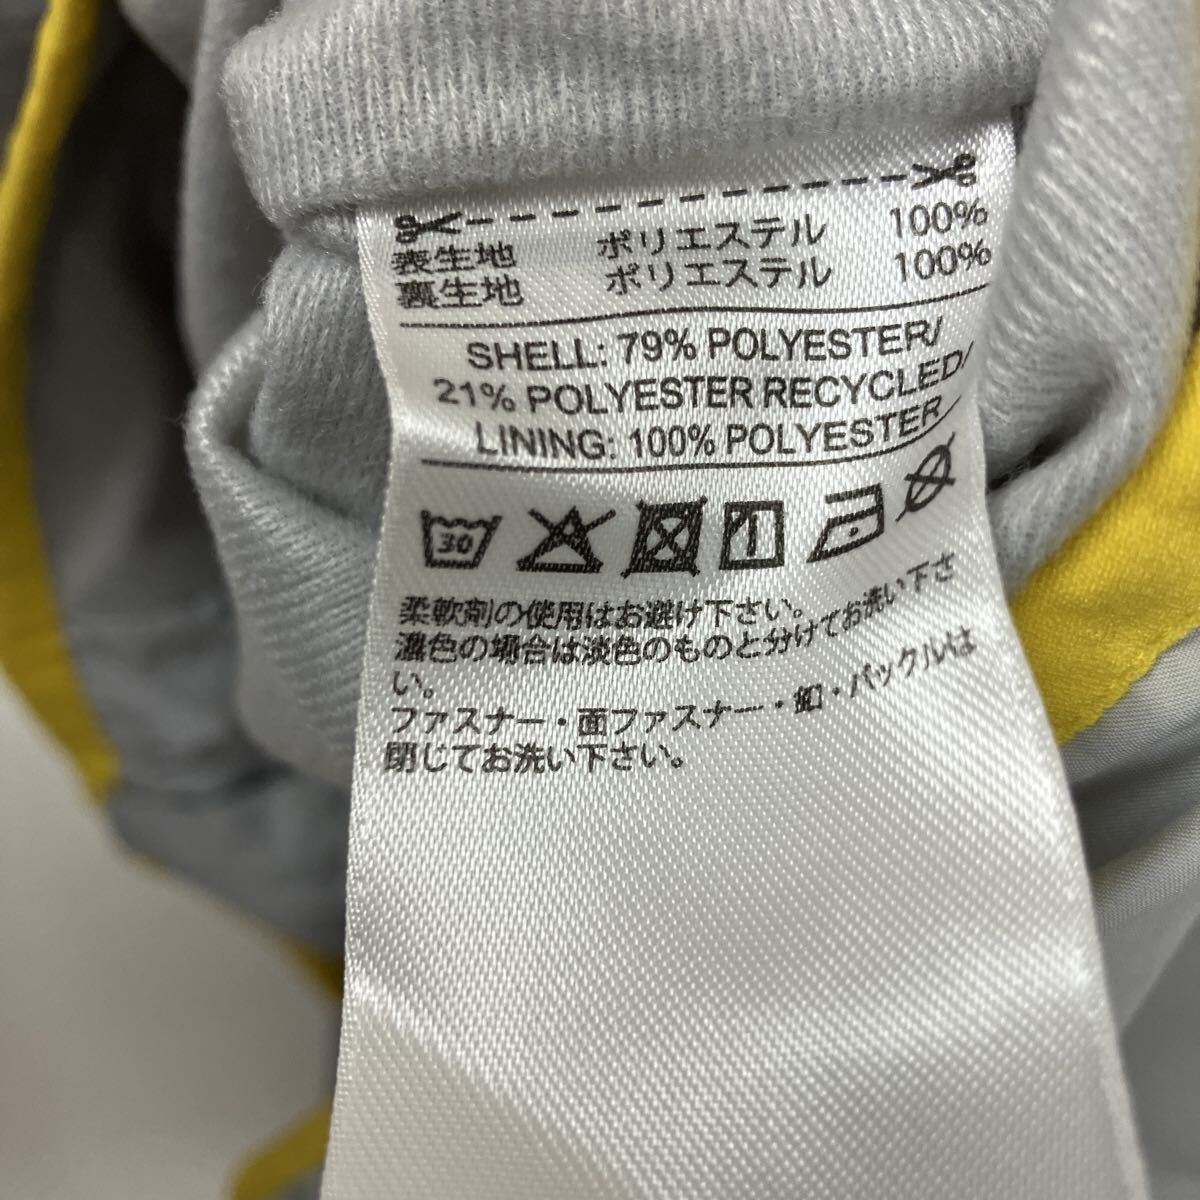 表生地 ポリエステル 100%
裏生地 ポリエステル 100%
SHELL: 79% POLYESTER/
21% POLYESTER RECYCLED/
LINING: 100% POLYESTER
30
柔軟剤の使用はお避け下さい。
濃色の場合は淡色のものと分けてお洗い下さ
い。
ファスナー・面ファスナー・釦・バックルは
閉じてお洗い下さい。